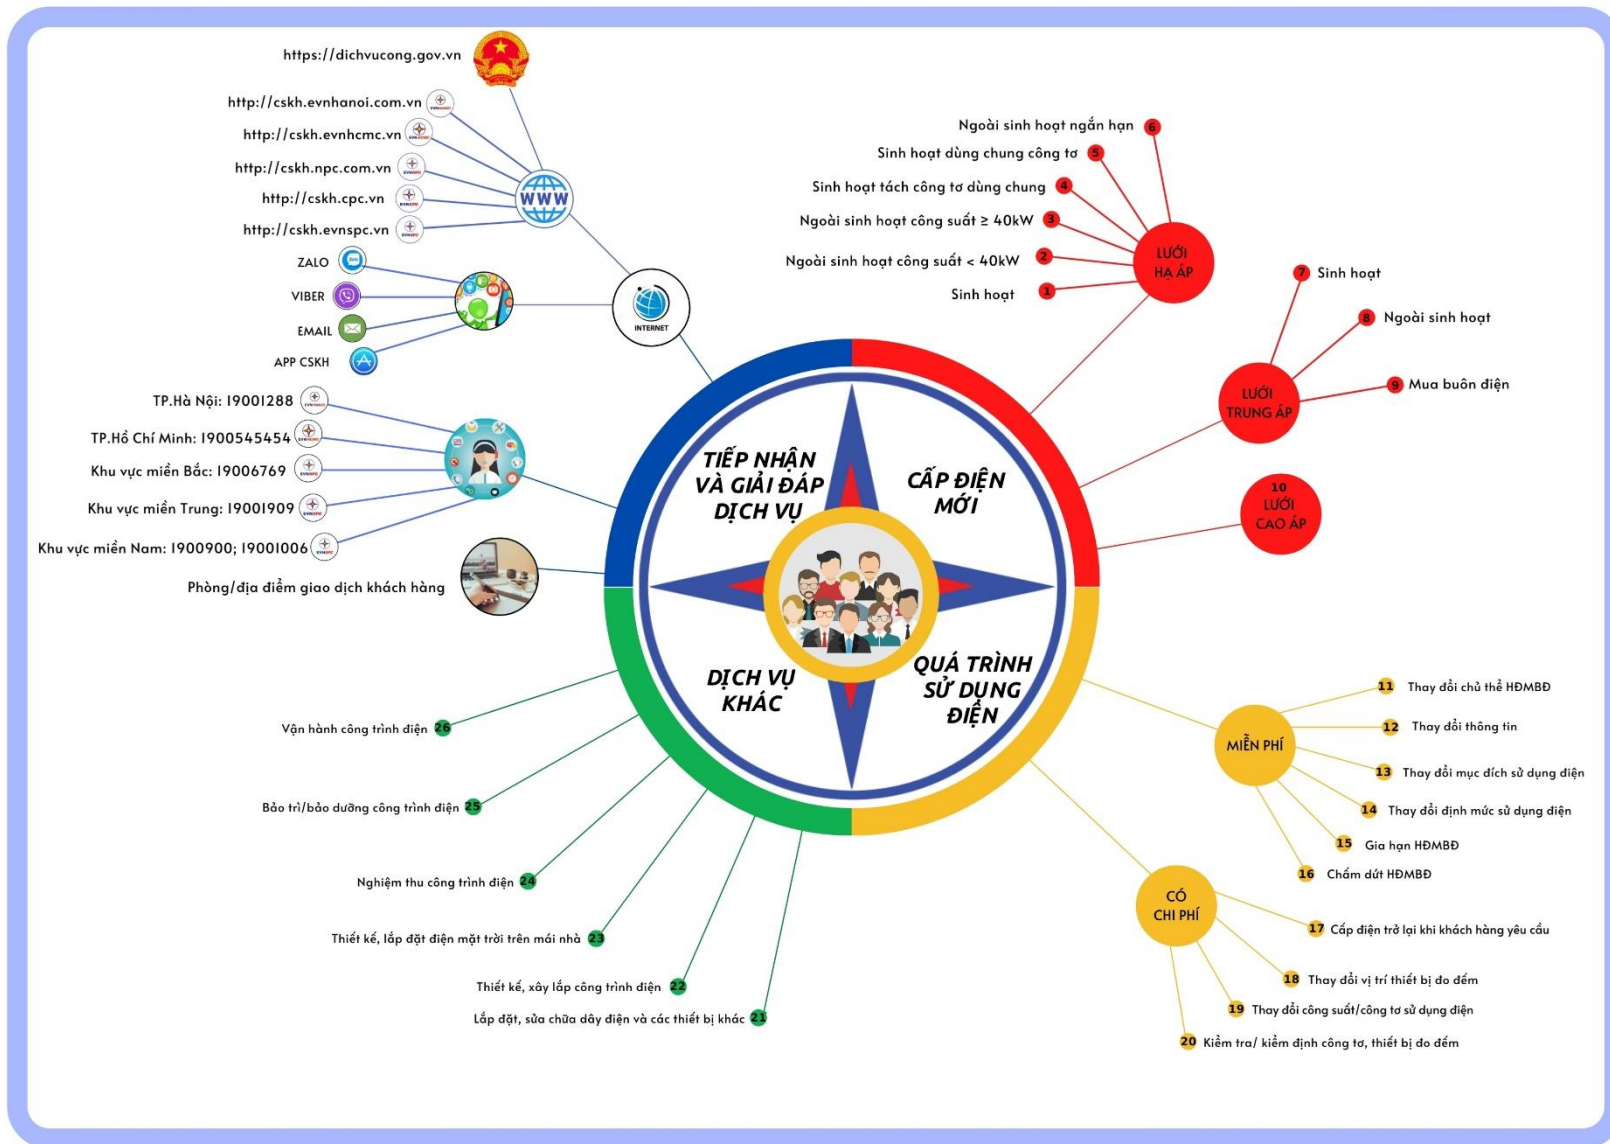 https://dichvucong.gov.vn
http://cskh.evnhanoi.com.vn
http://cskh.evnhcmc.vn
http://cskh.npc.com.vn
http://cskh.cpc.vn
http://cskh.evnspc.vn
WWW
ZALO
VIBER
EMAIL
APP CSKH
INTERNET
TP.Hà Nội: 19001288
TP.Hồ Chí Minh: 1900545454
Khu vực miền Bắc: 19006769
Khu vực miền Trung: 19001909
Khu vực miền Nam: 1900900; 19001006
Phòng/địa điểm giao dịch khách hàng
TIẾP NHẬN
VÀ GIẢI ĐÁP
DỊCH VỤ
CẤP ĐIỆN
MỚI
DỊCH VỤ
KHÁC
QUÁ TRÌNH
SỬ DỤNG
ĐIỆN
Ngoài sinh hoạt ngắn hạn 6
Sinh hoạt dùng chung công tơ 5
Sinh hoạt tách công tơ dùng chung 4
Ngoài sinh hoạt công suất ≥ 40kW 3
Ngoài sinh hoạt công suất < 40kW 2
Sinh hoạt 1
LƯỚI
HẠ ÁP
7 Sinh hoạt
8 Ngoài sinh hoạt
9 Mua buôn điện
LƯỚI
TRUNG ÁP
10
LƯỚI
CAO ÁP
MIỄN PHÍ
11 Thay đổi chủ thể HĐMBĐ
12 Thay đổi thông tin
13 Thay đổi mục đích sử dụng điện
14 Thay đổi định mức sử dụng điện
15 Gia hạn HĐMBĐ
16 Chấm dứt HĐMBĐ
CÓ
CHI PHÍ
17 Cấp điện trở lại khi khách hàng yêu cầu
18 Thay đổi vị trí thiết bị đo đếm
19 Thay đổi công suất/công tơ sử dụng điện
20 Kiểm tra/ kiểm định công tơ, thiết bị đo đếm
Vận hành công trình điện 26
Bảo trì/bảo dưỡng công trình điện 25
Nghiệm thu công trình điện 24
Thiết kế, lắp đặt điện mặt trời trên mái nhà 23
Thiết kế, xây lắp công trình điện 22
Lắp đặt, sửa chữa dây điện và các thiết bị khác 21